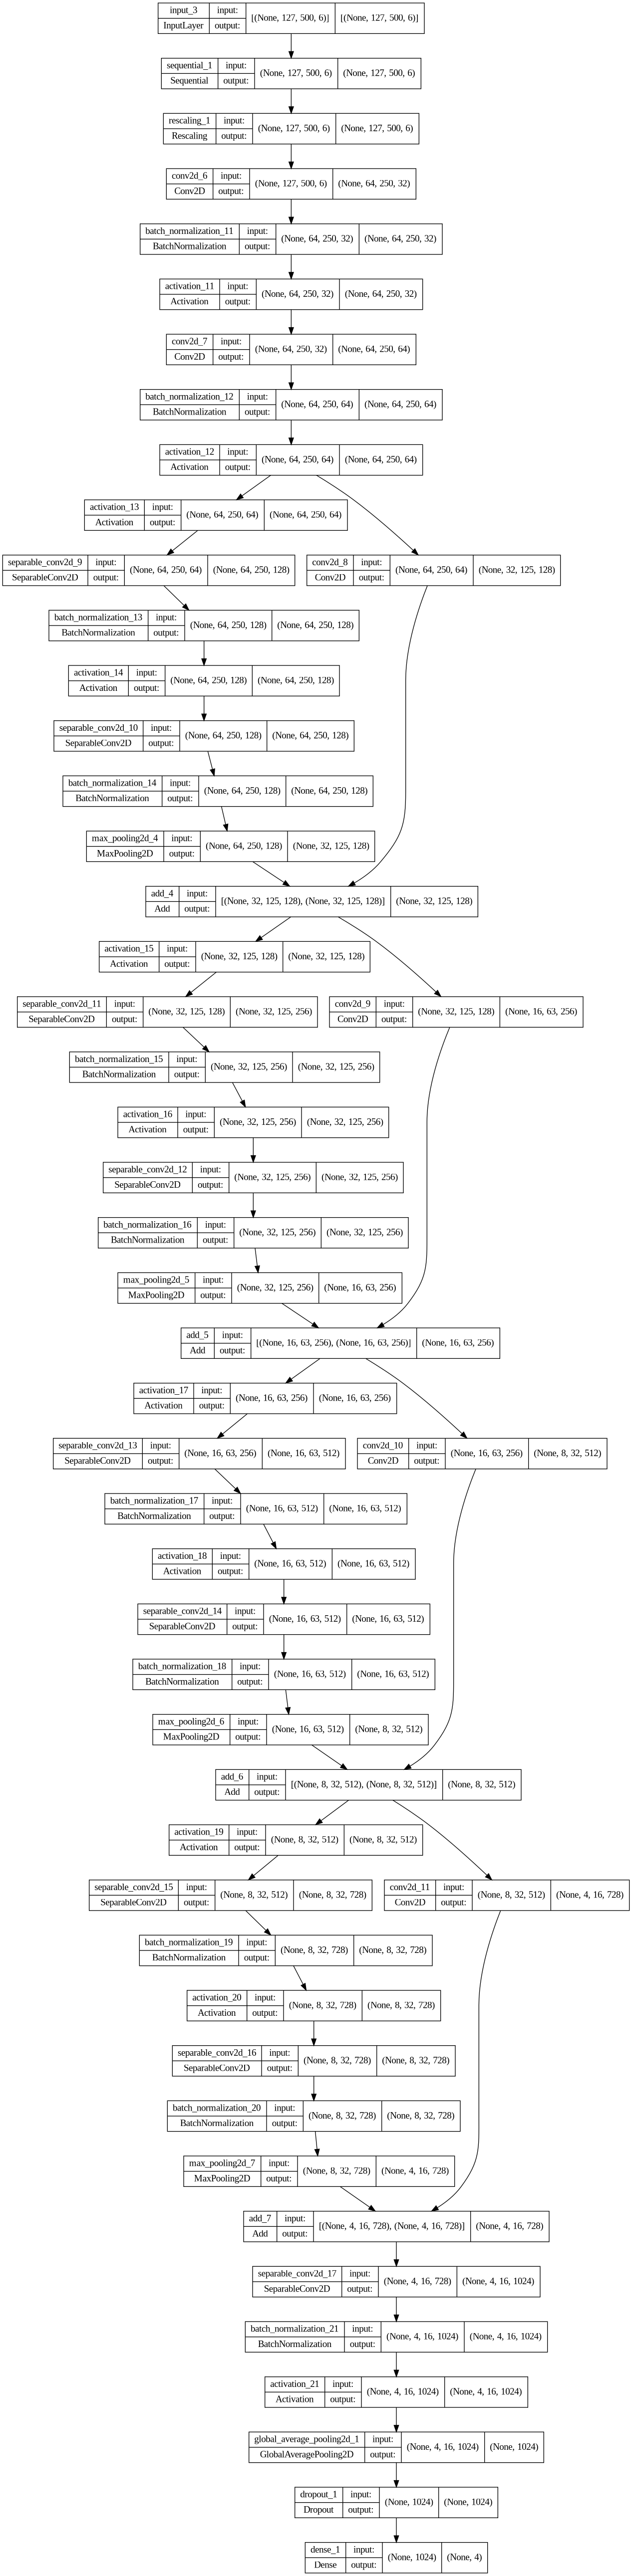 input_3 input: [(None, 127, 500, 6)] [(None, 127, 500, 6)]
InputLayer output:
sequential_1 input: (None, 127, 500, 6) (None, 127, 500, 6)
Sequential output:
rescaling_1 input: (None, 127, 500, 6) (None, 127, 500, 6)
Rescaling output:
conv2d_6 input: (None, 127, 500, 6) (None, 64, 250, 32)
Conv2D output:
batch_normalization_11 input: (None, 64, 250, 32) (None, 64, 250, 32)
BatchNormalization output:
activation_11 input: (None, 64, 250, 32) (None, 64, 250, 32)
Activation output:
conv2d_7 input: (None, 64, 250, 32) (None, 64, 250, 64)
Conv2D output:
batch_normalization_12 input: (None, 64, 250, 64) (None, 64, 250, 64)
BatchNormalization output:
activation_12 input: (None, 64, 250, 64) (None, 64, 250, 64)
Activation output:
activation_13 input: (None, 64, 250, 64) (None, 64, 250, 64)
Activation output:
separable_conv2d_9 input: (None, 64, 250, 64) (None, 64, 250, 128)
SeparableConv2D output:
conv2d_8 input: (None, 64, 250, 64) (None, 32, 125, 128)
Conv2D output:
batch_normalization_13 input: (None, 64, 250, 128) (None, 64, 250, 128)
BatchNormalization output:
activation_14 input: (None, 64, 250, 128) (None, 64, 250, 128)
Activation output:
separable_conv2d_10 input: (None, 64, 250, 128) (None, 64, 250, 128)
SeparableConv2D output:
batch_normalization_14 input: (None, 64, 250, 128) (None, 64, 250, 128)
BatchNormalization output:
max_pooling2d_4 input: (None, 64, 250, 128) (None, 32, 125, 128)
MaxPooling2D output:
add_4 input: [(None, 32, 125, 128), (None, 32, 125, 128)] (None, 32, 125, 128)
Add output:
activation_15 input: (None, 32, 125, 128) (None, 32, 125, 128)
Activation output:
separable_conv2d_11 input: (None, 32, 125, 128) (None, 32, 125, 256)
SeparableConv2D output:
conv2d_9 input: (None, 32, 125, 128) (None, 16, 63, 256)
Conv2D output:
batch_normalization_15 input: (None, 32, 125, 256) (None, 32, 125, 256)
BatchNormalization output:
activation_16 input: (None, 32, 125, 256) (None, 32, 125, 256)
Activation output:
separable_conv2d_12 input: (None, 32, 125, 256) (None, 32, 125, 256)
SeparableConv2D output:
batch_normalization_16 input: (None, 32, 125, 256) (None, 32, 125, 256)
BatchNormalization output:
max_pooling2d_5 input: (None, 32, 125, 256) (None, 16, 63, 256)
MaxPooling2D output:
add_5 input: [(None, 16, 63, 256), (None, 16, 63, 256)] (None, 16, 63, 256)
Add output:
activation_17 input: (None, 16, 63, 256) (None, 16, 63, 256)
Activation output:
separable_conv2d_13 input: (None, 16, 63, 256) (None, 16, 63, 512)
SeparableConv2D output:
conv2d_10 input: (None, 16, 63, 256) (None, 8, 32, 512)
Conv2D output:
batch_normalization_17 input: (None, 16, 63, 512) (None, 16, 63, 512)
BatchNormalization output:
activation_18 input: (None, 16, 63, 512) (None, 16, 63, 512)
Activation output:
separable_conv2d_14 input: (None, 16, 63, 512) (None, 16, 63, 512)
SeparableConv2D output:
batch_normalization_18 input: (None, 16, 63, 512) (None, 16, 63, 512)
BatchNormalization output:
max_pooling2d_6 input: (None, 16, 63, 512) (None, 8, 32, 512)
MaxPooling2D output:
add_6 input: [(None, 8, 32, 512), (None, 8, 32, 512)] (None, 8, 32, 512)
Add output:
activation_19 input: (None, 8, 32, 512) (None, 8, 32, 512)
Activation output:
separable_conv2d_15 input: (None, 8, 32, 512) (None, 8, 32, 728)
SeparableConv2D output:
conv2d_11 input: (None, 8, 32, 512) (None, 4, 16, 728)
Conv2D output:
batch_normalization_19 input: (None, 8, 32, 728) (None, 8, 32, 728)
BatchNormalization output:
activation_20 input: (None, 8, 32, 728) (None, 8, 32, 728)
Activation output:
separable_conv2d_16 input: (None, 8, 32, 728) (None, 8, 32, 728)
SeparableConv2D output:
batch_normalization_20 input: (None, 8, 32, 728) (None, 8, 32, 728)
BatchNormalization output:
max_pooling2d_7 input: (None, 8, 32, 728) (None, 4, 16, 728)
MaxPooling2D output:
add_7 input: [(None, 4, 16, 728), (None, 4, 16, 728)] (None, 4, 16, 728)
Add output:
separable_conv2d_17 input: (None, 4, 16, 728) (None, 4, 16, 1024)
SeparableConv2D output:
batch_normalization_21 input: (None, 4, 16, 1024) (None, 4, 16, 1024)
BatchNormalization output:
activation_21 input: (None, 4, 16, 1024) (None, 4, 16, 1024)
Activation output:
global_average_pooling2d_1 input: (None, 4, 16, 1024) (None, 1024)
GlobalAveragePooling2D output:
dropout_1 input: (None, 1024) (None, 1024)
Dropout output:
dense_1 input: (None, 1024) (None, 4)
Dense output: